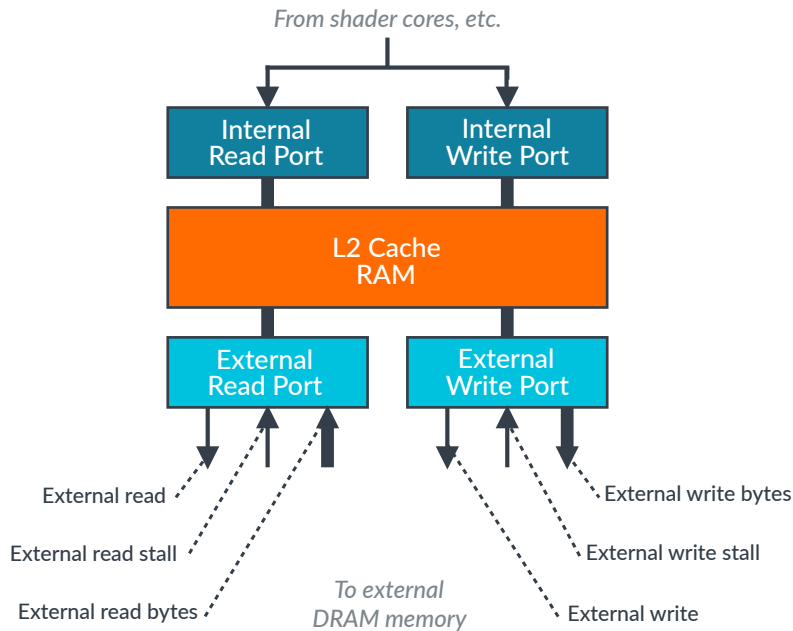 From shader cores, etc.
Internal
Read Port
Internal
Write Port
L2 Cache
RAM
External
Read Port
External
Write Port
External read
External write bytes
External read stall
External write stall
To external
DRAM memory
External read bytes
External write